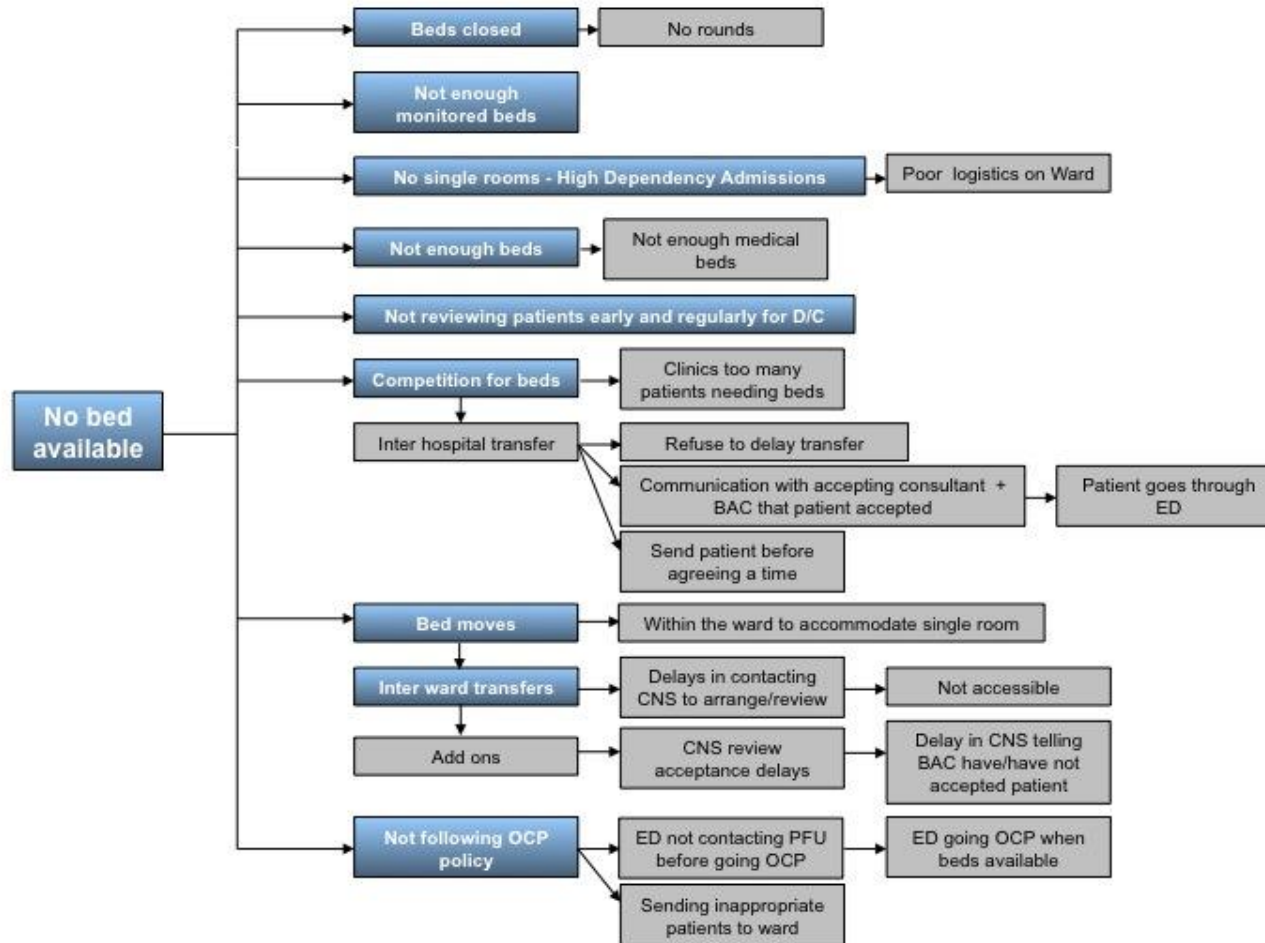 Beds closed
No rounds
Not enough
monitored beds
No single rooms - High Dependency Admissions
Poor logistics on Ward
Not enough beds
Not enough medical
beds
Not reviewing patients early and regularly for D/C
No bed
available
Competition for beds
Clinics too many
patients needing beds
Inter hospital transfer
Refuse to delay transfer
Communication with accepting consultant +
BAC that patient accepted
Patient goes through
ED
Send patient before
agreeing a time
Bed moves
Within the ward to accommodate single room
Inter ward transfers
Delays in contacting
CNS to arrange/review
Not accessible
Add ons
CNS review
acceptance delays
Delay in CNS telling
BAC have/have not
accepted patient
Not following OCP
policy
ED not contacting PFU
before going OCP
ED going OCP when
beds available
Sending inappropriate
patients to ward